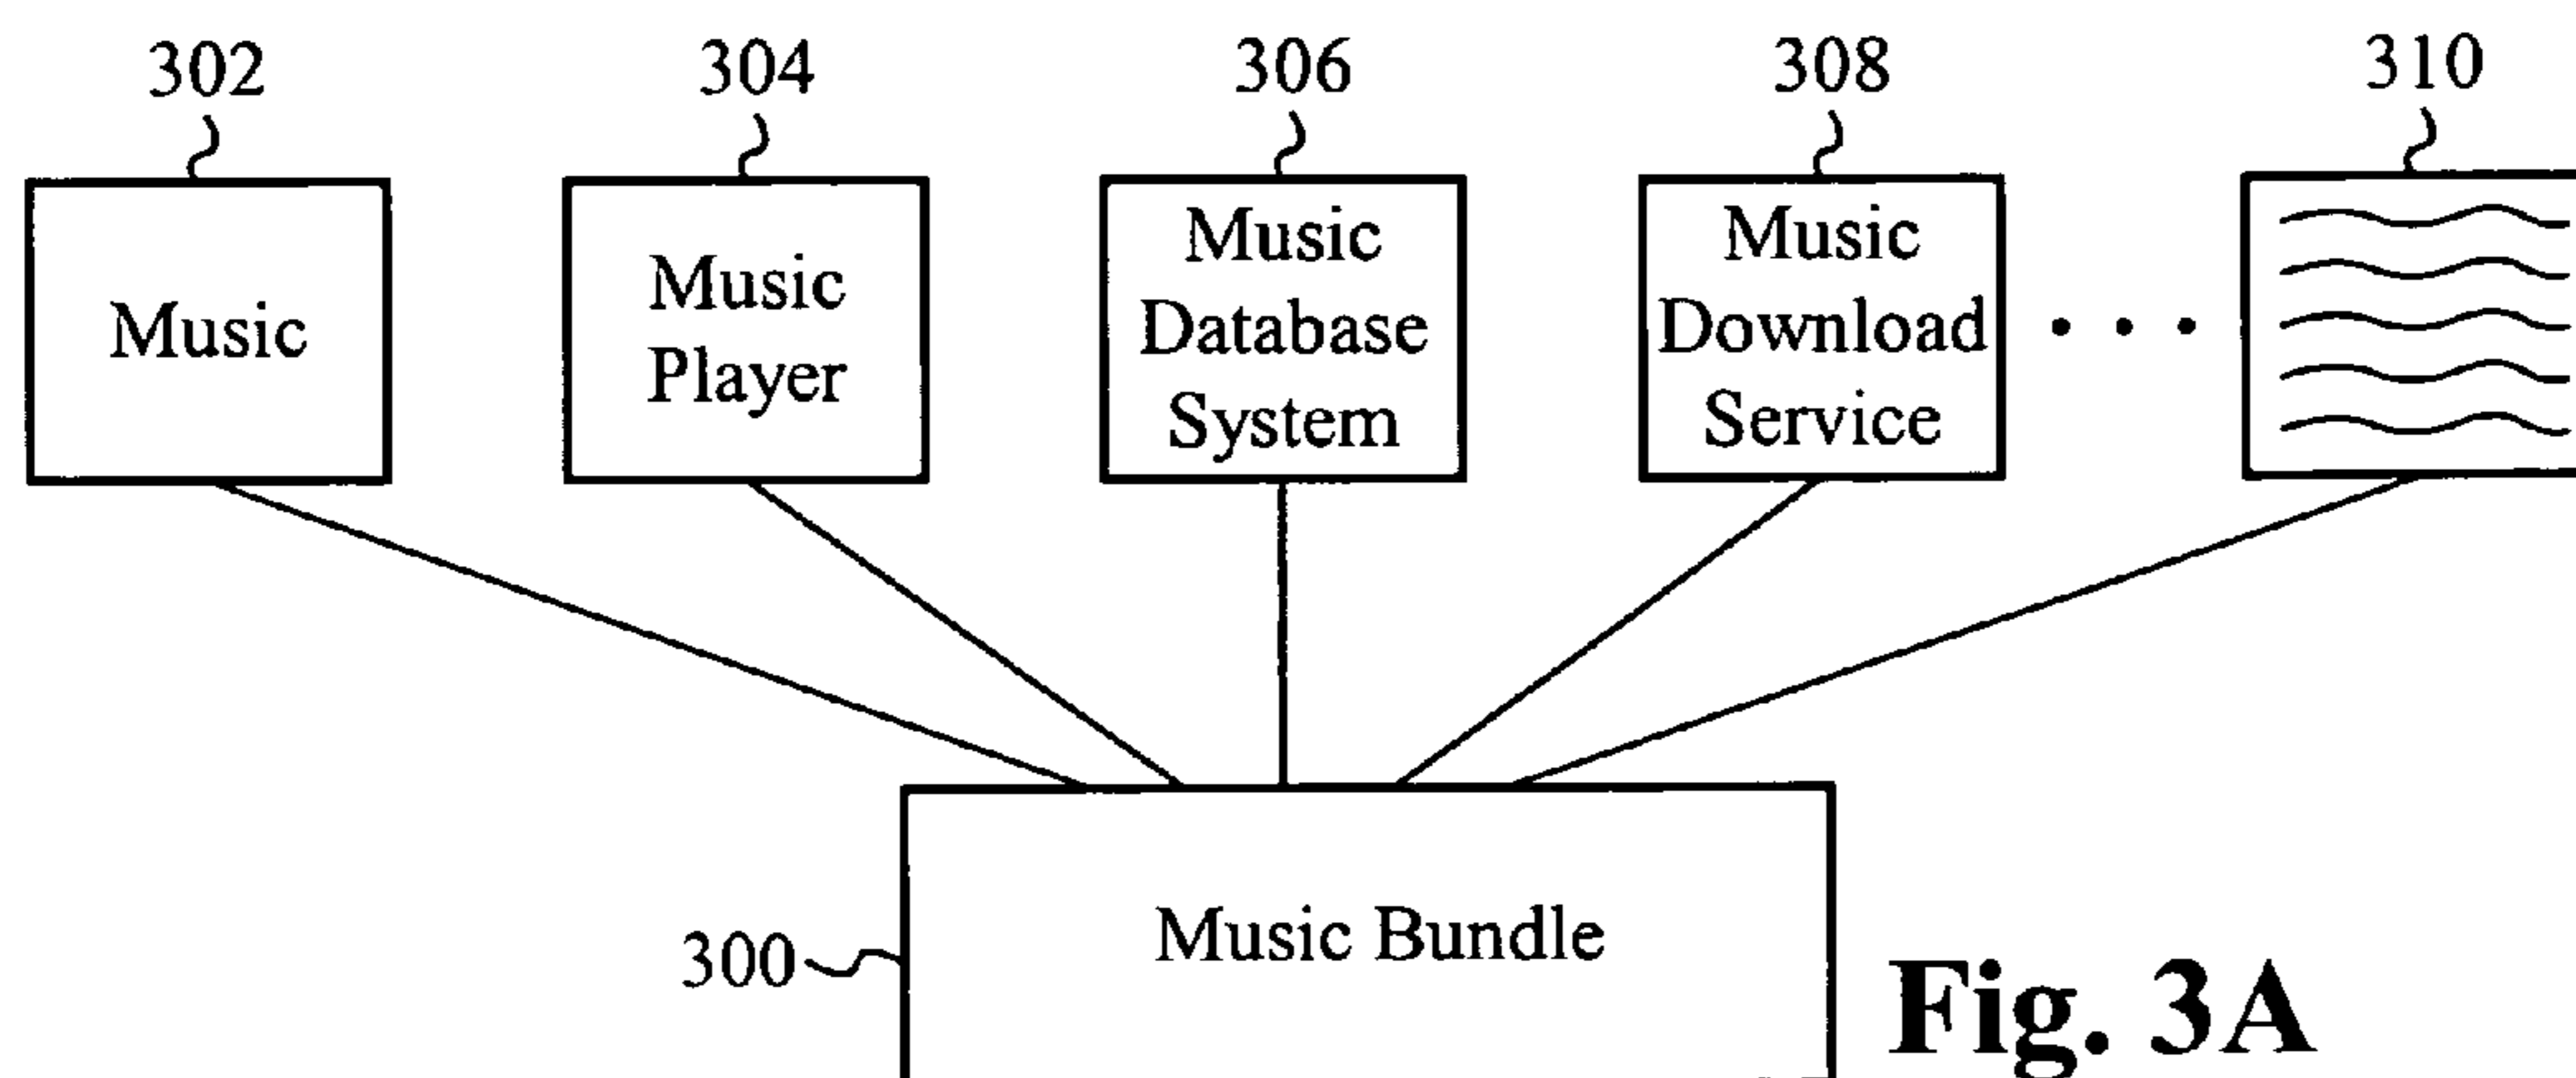 302
304
306
308
310
Music
Music
Player
Music
Database
System
Music
Download
Service
. . .
Music Bundle
300
Fig. 3A